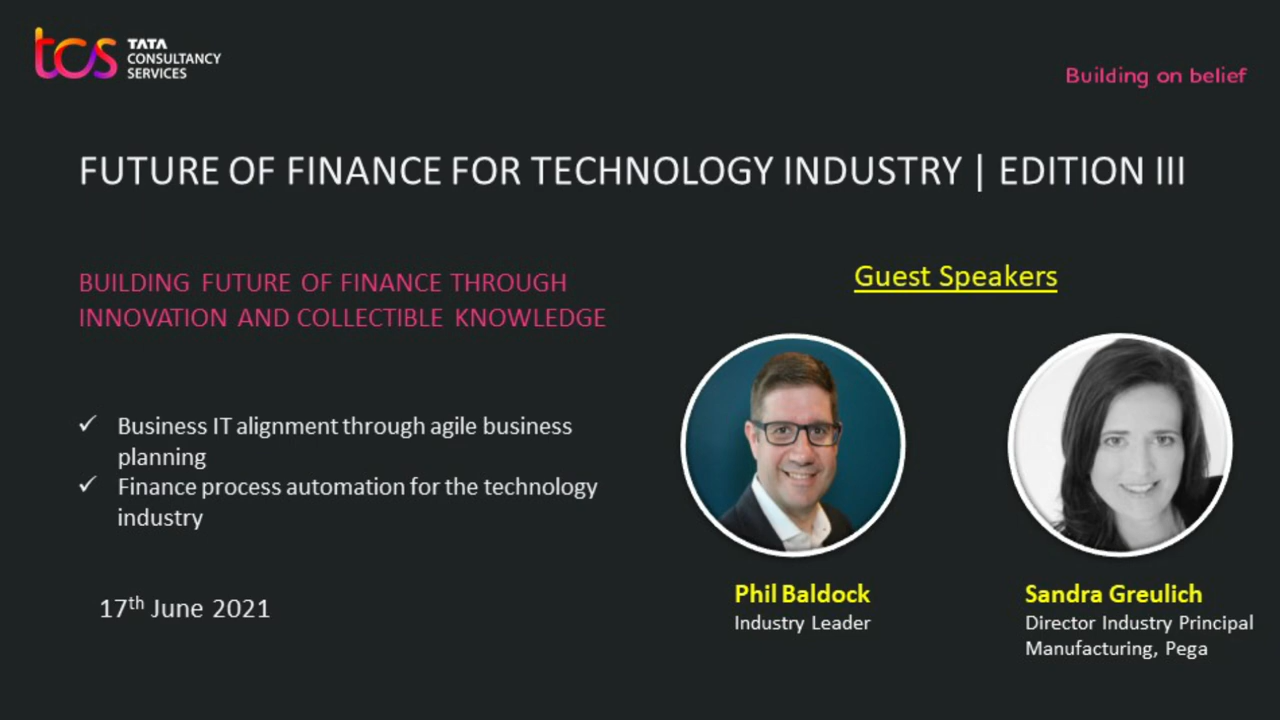 tcs TATA
CONSULTANCY
SERVICES
Building on belief
FUTURE OF FINANCE FOR TECHNOLOGY INDUSTRY | EDITION III
BUILDING FUTURE OF FINANCE THROUGH
INNOVATION AND COLLECTIBLE KNOWLEDGE
✓ Business IT alignment through agile business
planning
✓ Finance process automation for the technology
industry
17th June 2021
Guest Speakers
Phil Baldock
Industry Leader
Sandra Greulich
Director Industry Principal
Manufacturing, Pega